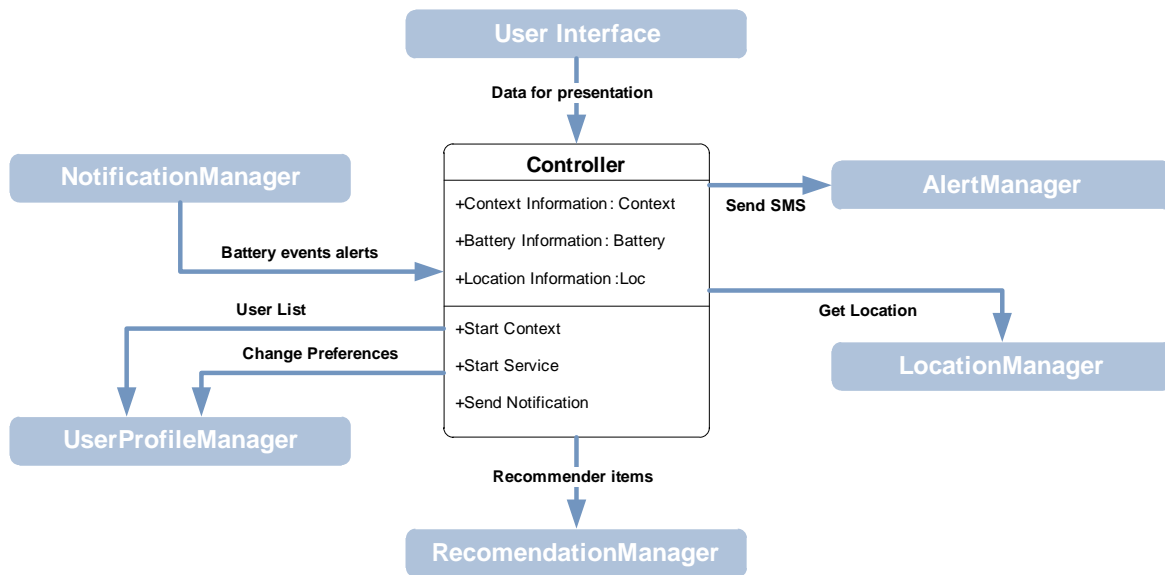 User Interface
Data for presentation
Controller
NotificationManager
+Context Information : Context
AlertManager
Send SMS
+Battery Information : Battery
Battery events alerts
+Location Information :Loc
User List
Get Location
+Start Context
Change Preferences
+Start Service
LocationManager
+Send Notification
UserProfileManager
Recommender items
RecomendationManager